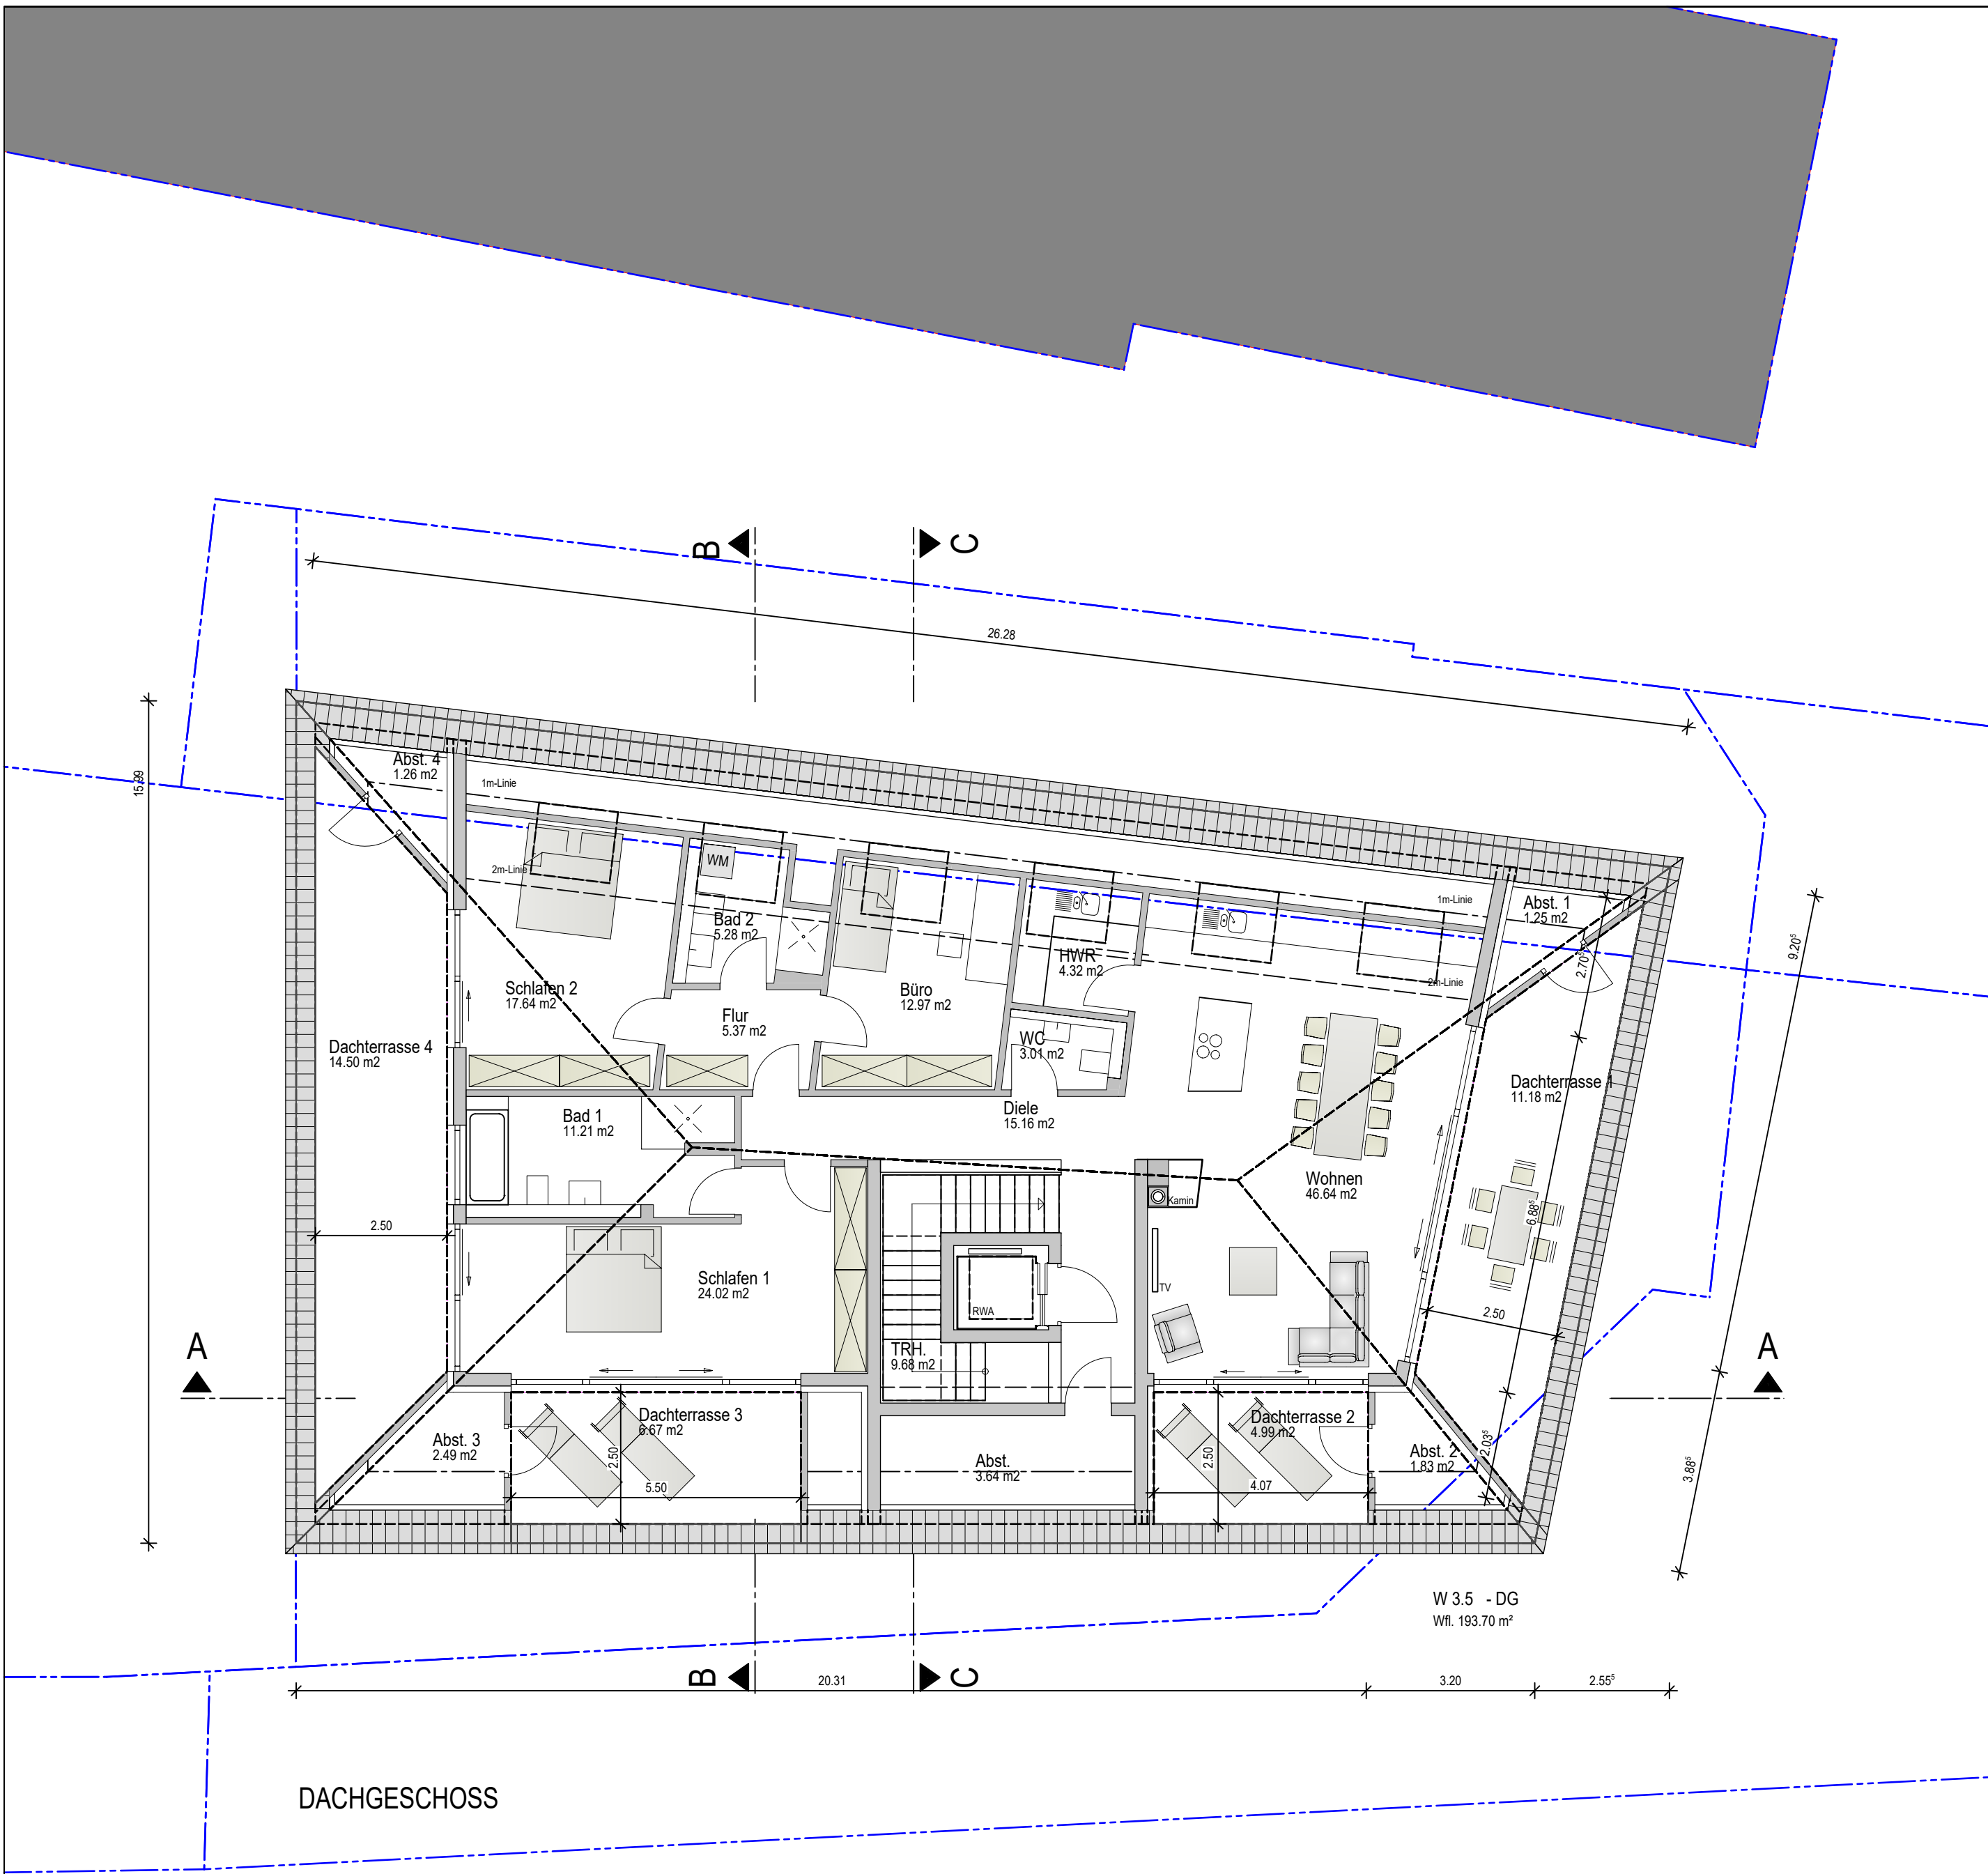 B
C
26.28
15.99
Abst. 4
1.26 m2
1m-Linie
2m-Linie
WM
Bad 2
5.28 m2
1m-Linie
Abst. 1
1.25 m2
2.70⁵
9.20⁵
HWR
4.32 m2
2m-Linie
Schlafen 2
17.64 m2
Büro
12.97 m2
Flur
5.37 m2
WC
3.01 m2
Dachterrasse 4
14.50 m2
Dachterrasse 1
11.18 m2
Bad 1
11.21 m2
Diele
15.16 m2
Wohnen
46.64 m2
Kamin
6.88⁵
2.50
Schlafen 1
24.02 m2
TV
RWA
2.50
TRH.
9.68 m2
A
A
Abst. 3
2.49 m2
Dachterrasse 3
6.67 m2
2.50
5.50
Abst.
3.64 m2
Dachterrasse 2
4.99 m2
2.50
4.07
Abst. 2
1.83 m2
2.03⁵
3.88⁵
W 3.5 - DG
Wfl. 193.70 m²
B
C
20.31
3.20
2.55⁵
DACHGESCHOSS